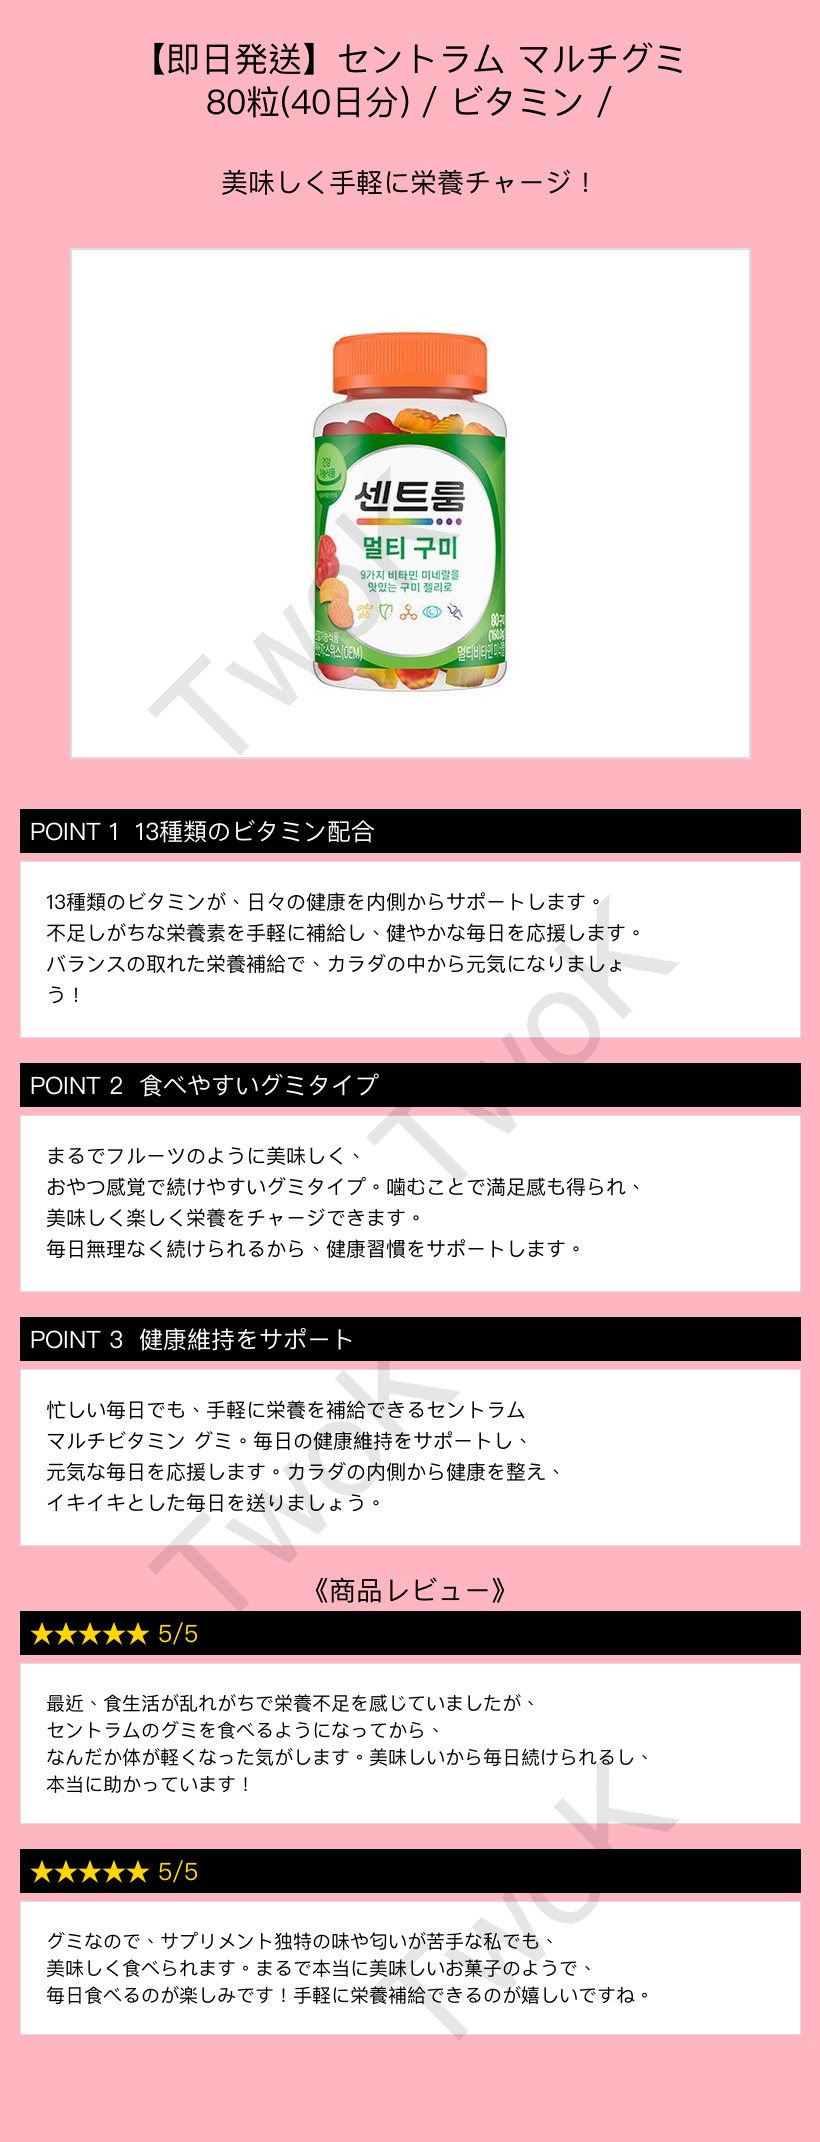 【即日発送】セントラム マルチグミ
80粒(40日分) / ビタミン /
美味しく手軽に栄養チャージ！
건강
기능식품
센트룸
멀티 구미
9가지 비타민 미네랄을
맛있는 구미 젤리로
80구미
(160.0g
건강기능식품
(OEM)
멀티비타민 미네랄
TwoK
POINT 1 13種類のビタミン配合
13種類のビタミンが、日々の健康を内側からサポートします。
不足しがちな栄養素を手軽に補給し、健やかな毎日を応援します。
バランスの取れた栄養補給で、カラダの中から元気になりましょ
う！
TwoK
POINT 2 食べやすいグミタイプ
まるでフルーツのように美味しく、
おやつ感覚で続けやすいグミタイプ。噛むことで満足感も得られ、
美味しく楽しく栄養をチャージできます。
毎日無理なく続けられるから、健康習慣をサポートします。
POINT 3 健康維持をサポート
忙しい毎日でも、手軽に栄養を補給できるセントラム
マルチビタミン グミ。毎日の健康維持をサポートし、
元気な毎日を応援します。カラダの内側から健康を整え、
イキイキとした毎日を送りましょう。
TwoK
《商品レビュー》
★★★★★ 5/5
最近、食生活が乱れがちで栄養不足を感じていましたが、
セントラムのグミを食べるようになってから、
なんだか体が軽くなった気がします。美味しいから毎日続けられるし、
本当に助かっています！
★★★★★ 5/5
グミなので、サプリメント独特の味や匂いが苦手な私でも、
美味しく食べられます。まるで本当に美味しいお菓子のようで、
毎日食べるのが楽しみです！手軽に栄養補給できるのが嬉しいですね。
TwoK